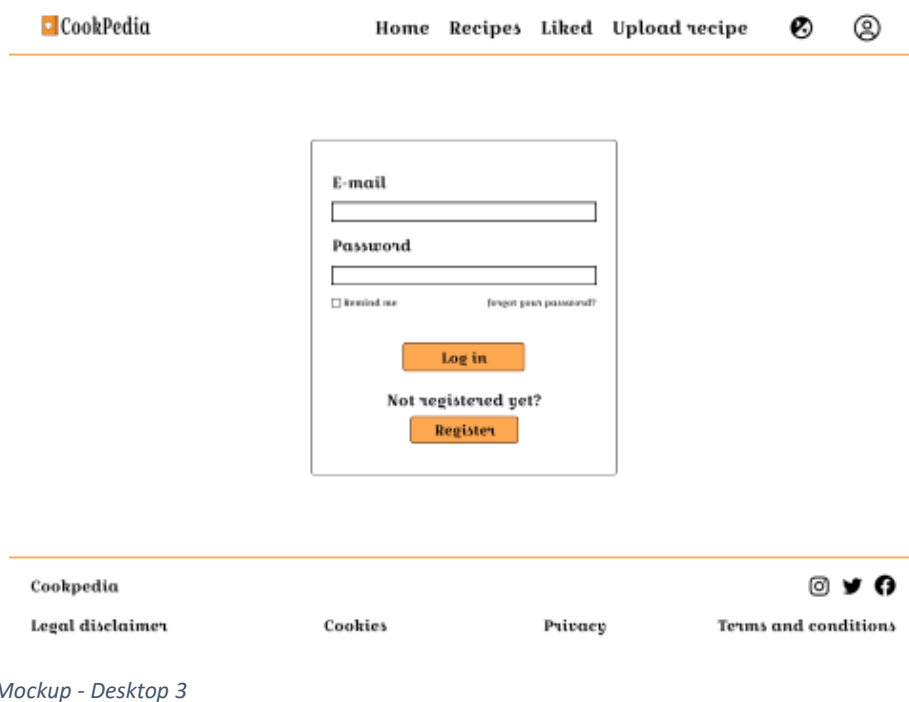 CookPedia Home Recipes Liked Upload recipe
E-mail
Password
Remind me forgot your password?
Log in
Not registered yet?
Register
Cookpedia
Legal disclaimer Cookies Privacy Terms and conditions
Mockup - Desktop 3